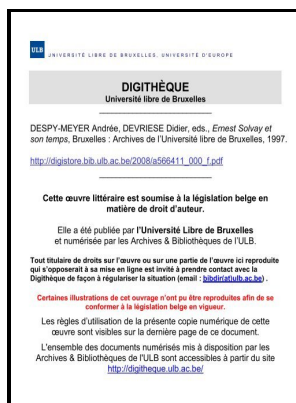 ULB
UNIVERSITÉ LIBRE DE BRUXELLES, UNIVERSITÉ D'EUROPE
DIGITHÈQUE
Université libre de Bruxelles
DESPY-MEYER Andrée, DEVRIESE Didier, eds., Ernest Solvay et
son temps, Bruxelles : Archives de l'Université libre de Bruxelles, 1997.
http://digistore.bib.ulb.ac.be/2008/a566411_000_f.pdf
Cette œuvre littéraire est soumise à la législation belge en
matière de droit d'auteur.
Elle a été publiée par l'Université Libre de Bruxelles
et numérisée par les Archives & Bibliothèques de l'ULB.
Tout titulaire de droits sur l'œuvre ou sur une partie de l'œuvre ici reproduite
qui s'opposerait à sa mise en ligne est invité à prendre contact avec la
Digithèque de façon à régulariser la situation (email : bibdir(at)ulb.ac.be) .
Certaines illustrations de cet ouvrage n'ont pu être reproduites afin de se
conformer à la législation belge en vigueur.
Les règles d'utilisation de la présente copie numérique de cette
œuvre sont visibles sur la dernière page de ce document.
L'ensemble des documents numérisés mis à disposition par les
Archives & Bibliothèques de l'ULB sont accessibles à partir du site
http://digitheque.ulb.ac.be/